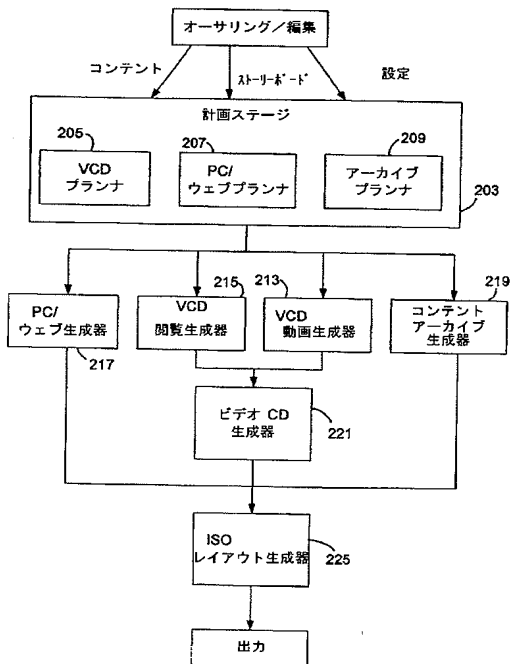 オーサリング/編集
コンテント
ストーリーボード
設定
計画ステージ
205
207
209
VCD
プランナ
PC/
ウェブプランナ
アーカイブ
プランナ
203
215
213
219
PC/
ウェブ生成器
VCD
閲覧生成器
VCD
動画生成器
コンテント
アーカイブ
生成器
217
ビデオ CD
生成器
221
ISO
レイアウト生成器
225
出力